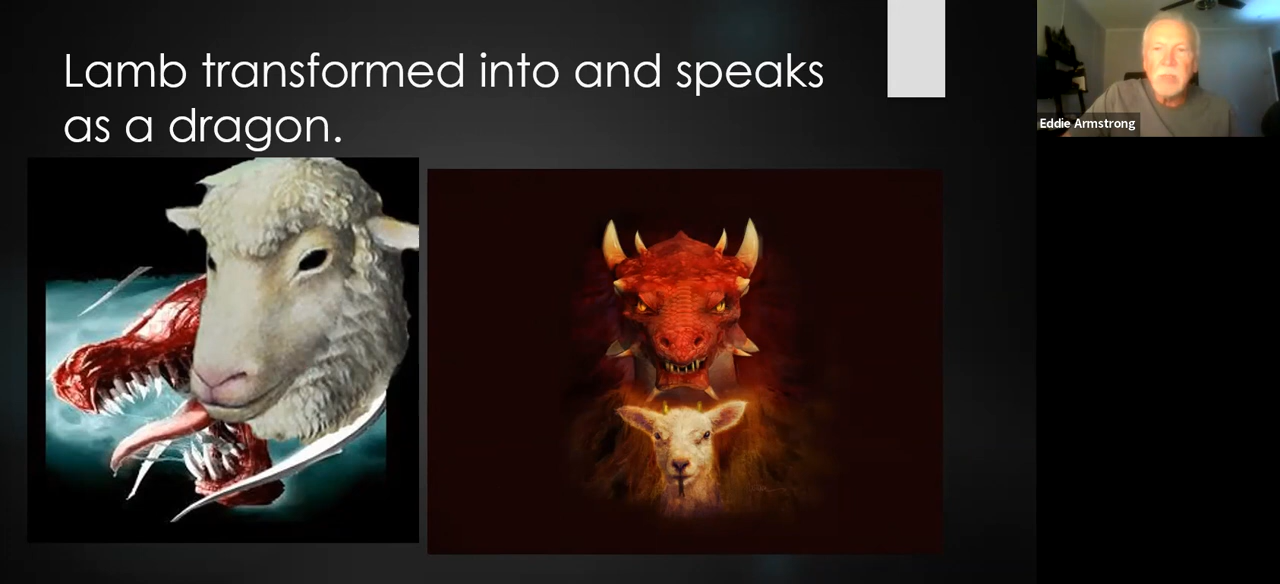 Lamb transformed into and speaks
as a dragon.
Eddie Armstrong